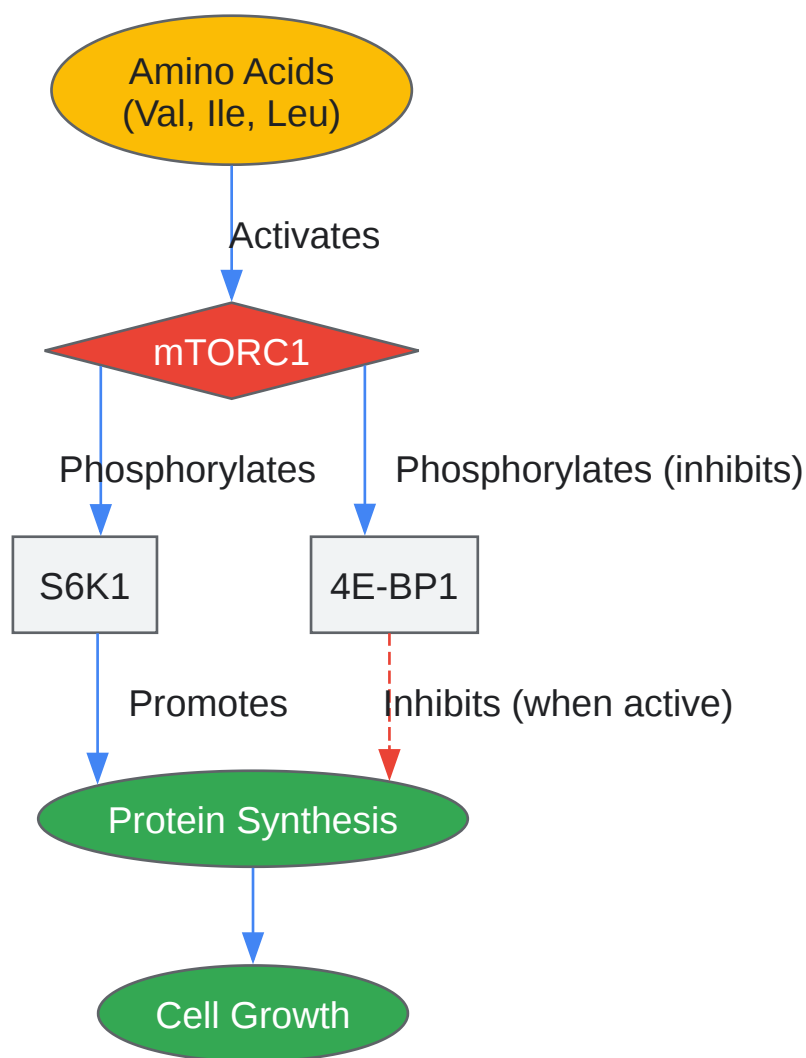 Amino Acids
(Val, Ile, Leu)
Activates
mTORC1
Phosphorylates
Phosphorylates (inhibits)
S6K1
4E-BP1
Promotes
Inhibits (when active)
Protein Synthesis
Cell Growth